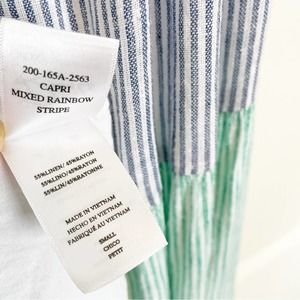 200-165A-2563
CAPRI
MIXED RAINBOW
STRIPE
55%LINEN/45%RAYON
55%LINO/45%RAYON
55%LIN/45%RAYON
MADE IN VIETNAM
HECHO EN VIETNAM
FABRIQUÉ AU VIETNAM
SMALL
CHICO
PETIT